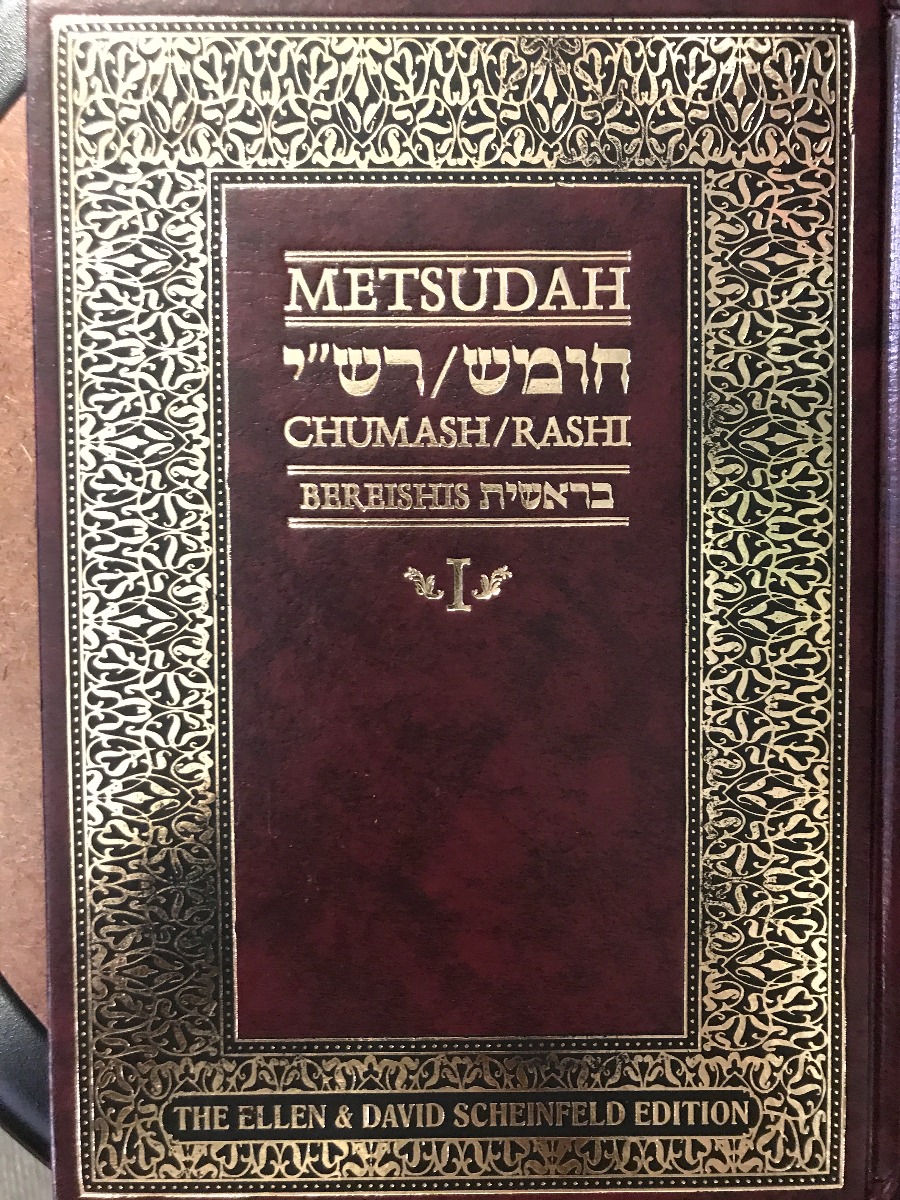 METSUDAH
חומש/רש"י
CHUMASH/RASHI
BEREISHIS בראשית
I
THE ELLEN & DAVID SCHEINFELD EDITION